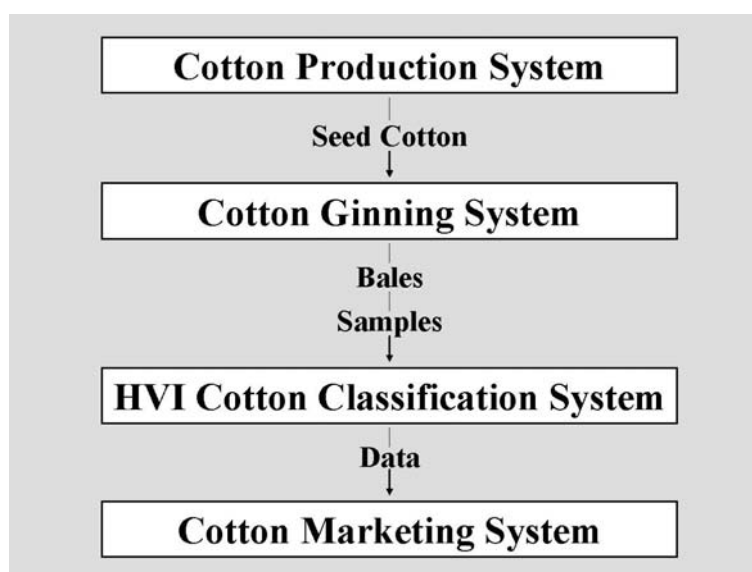 Cotton Production System
Seed Cotton
Cotton Ginning System
Bales
Samples
HVI Cotton Classification System
Data
Cotton Marketing System